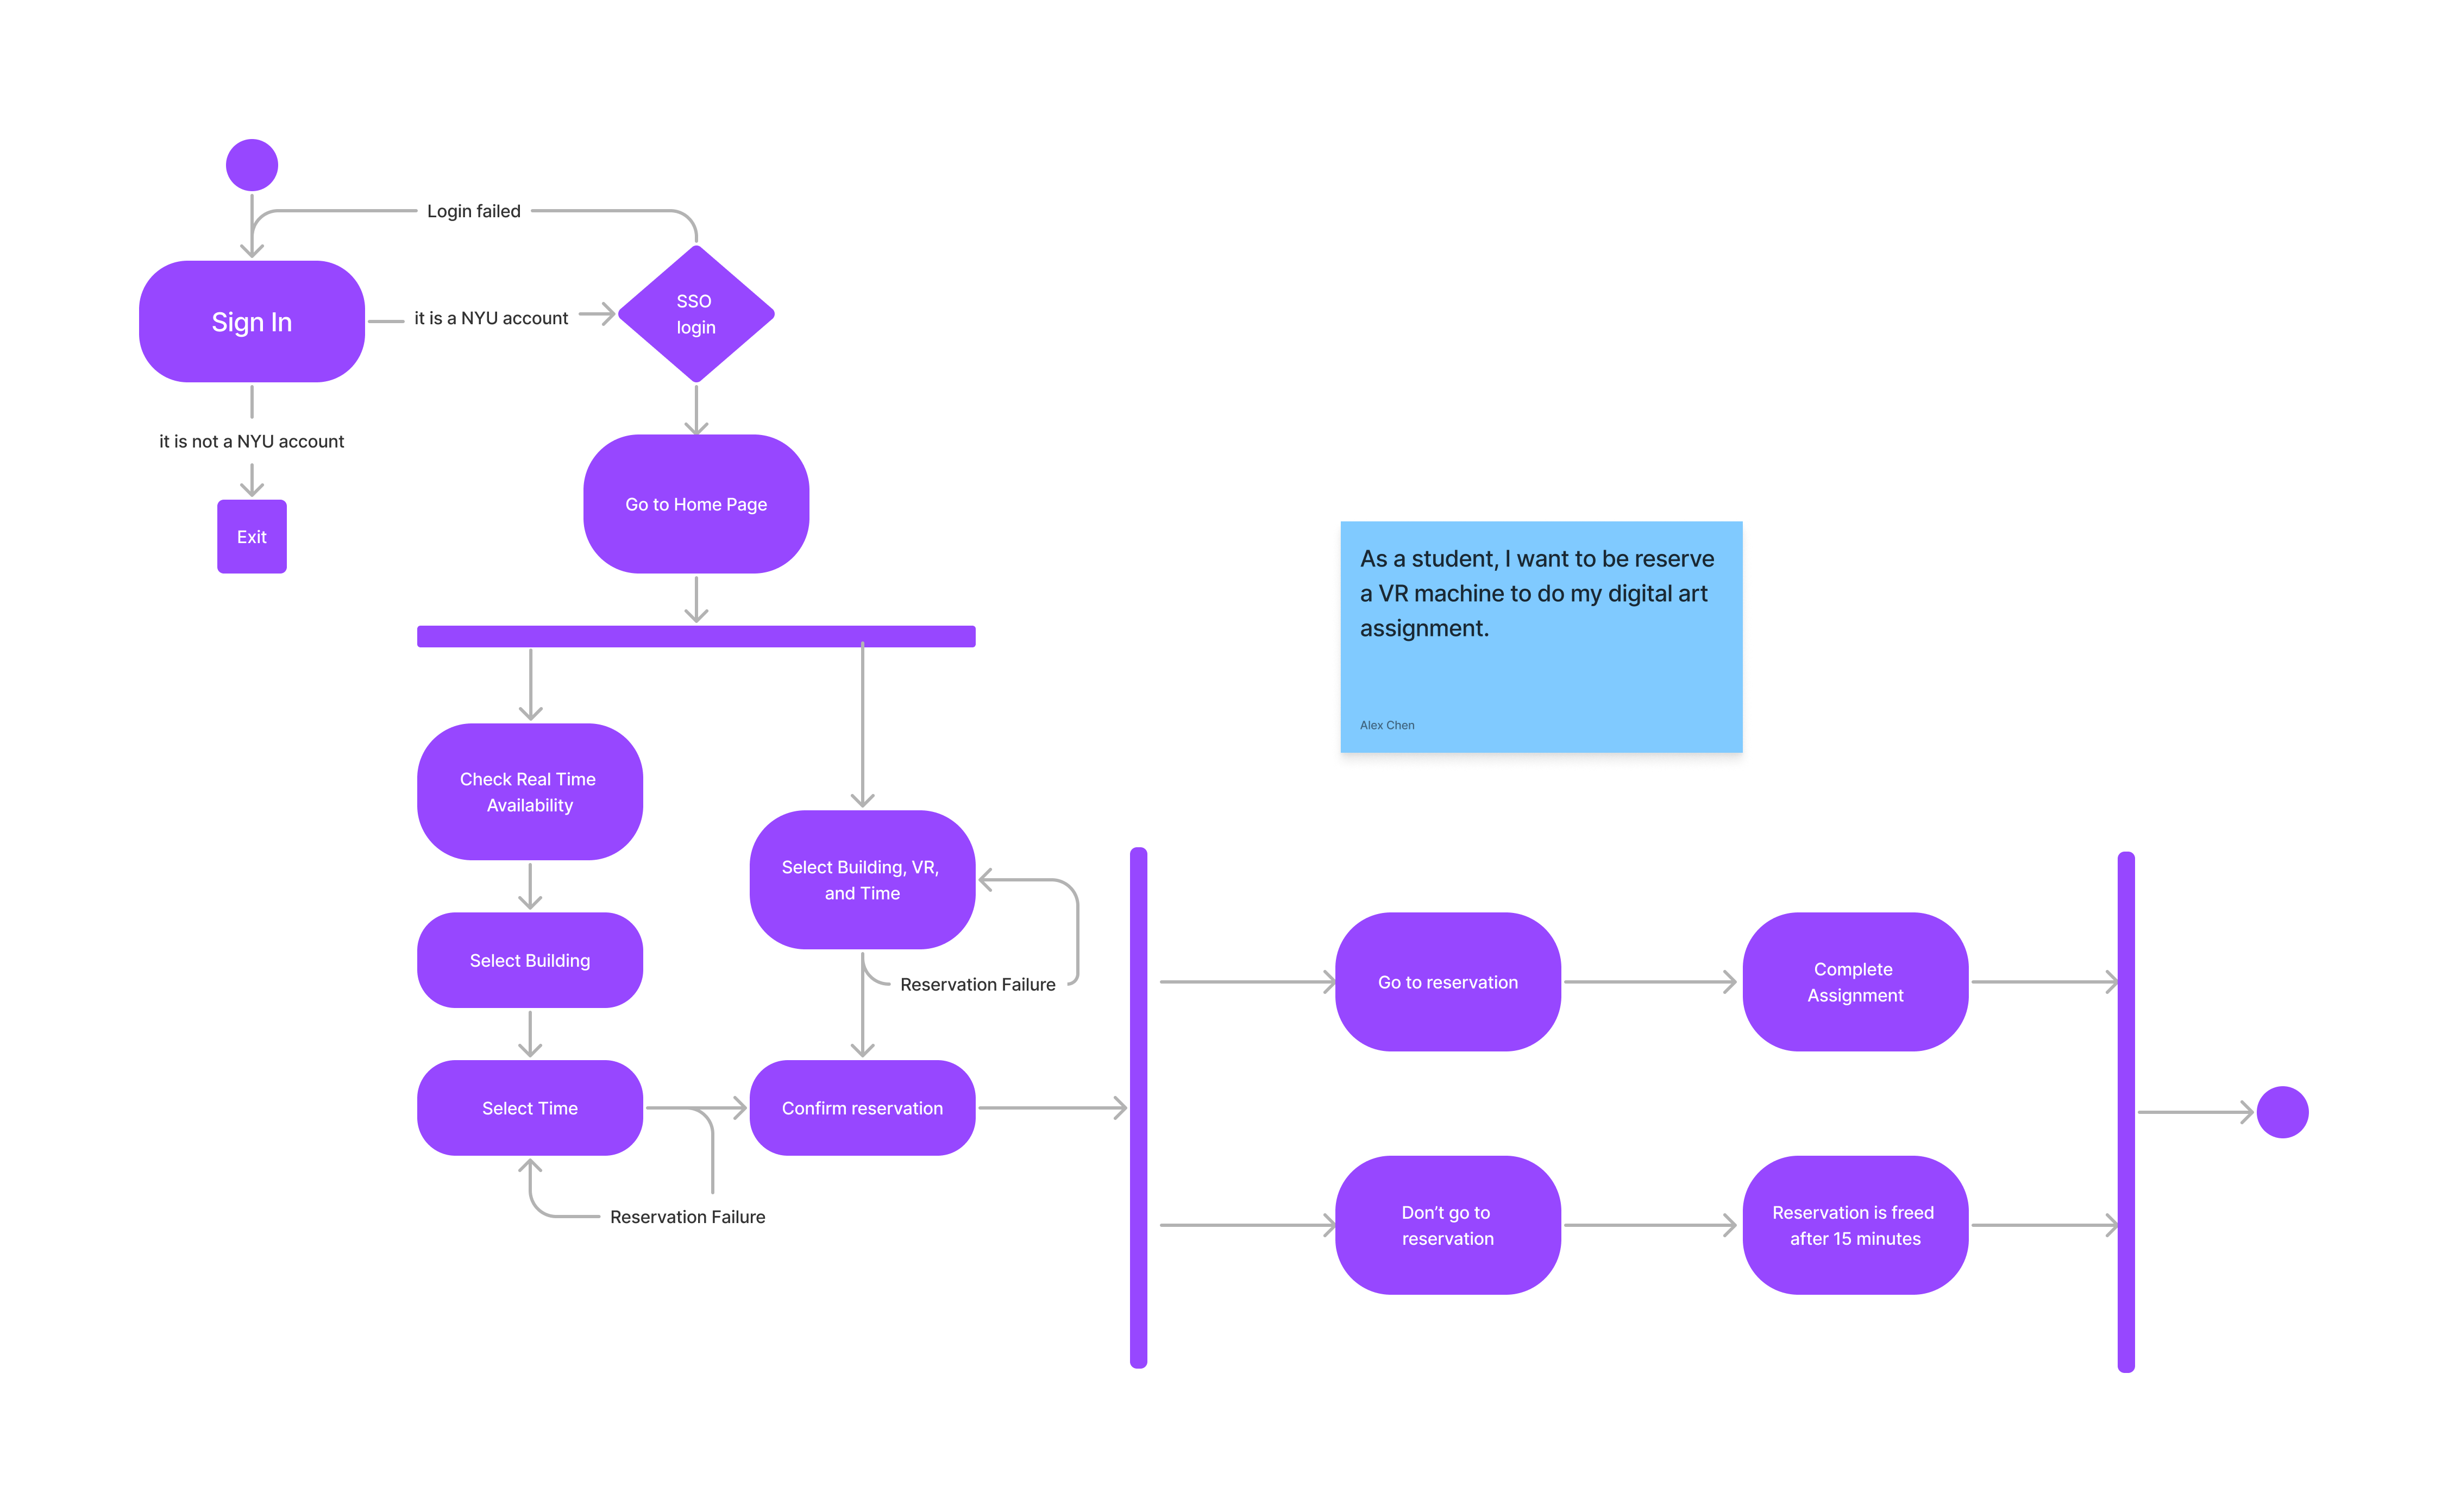 Login failed
Sign In
it is a NYU account
SSO
login
it is not a NYU account
Exit
Go to Home Page
As a student, I want to be reserve
a VR machine to do my digital art
assignment.
Alex Chen
Check Real Time
Availability
Select Building, VR,
and Time
Select Building
Reservation Failure
Select Time
Confirm reservation
Reservation Failure
Go to reservation
Complete
Assignment
Don’t go to
reservation
Reservation is freed
after 15 minutes